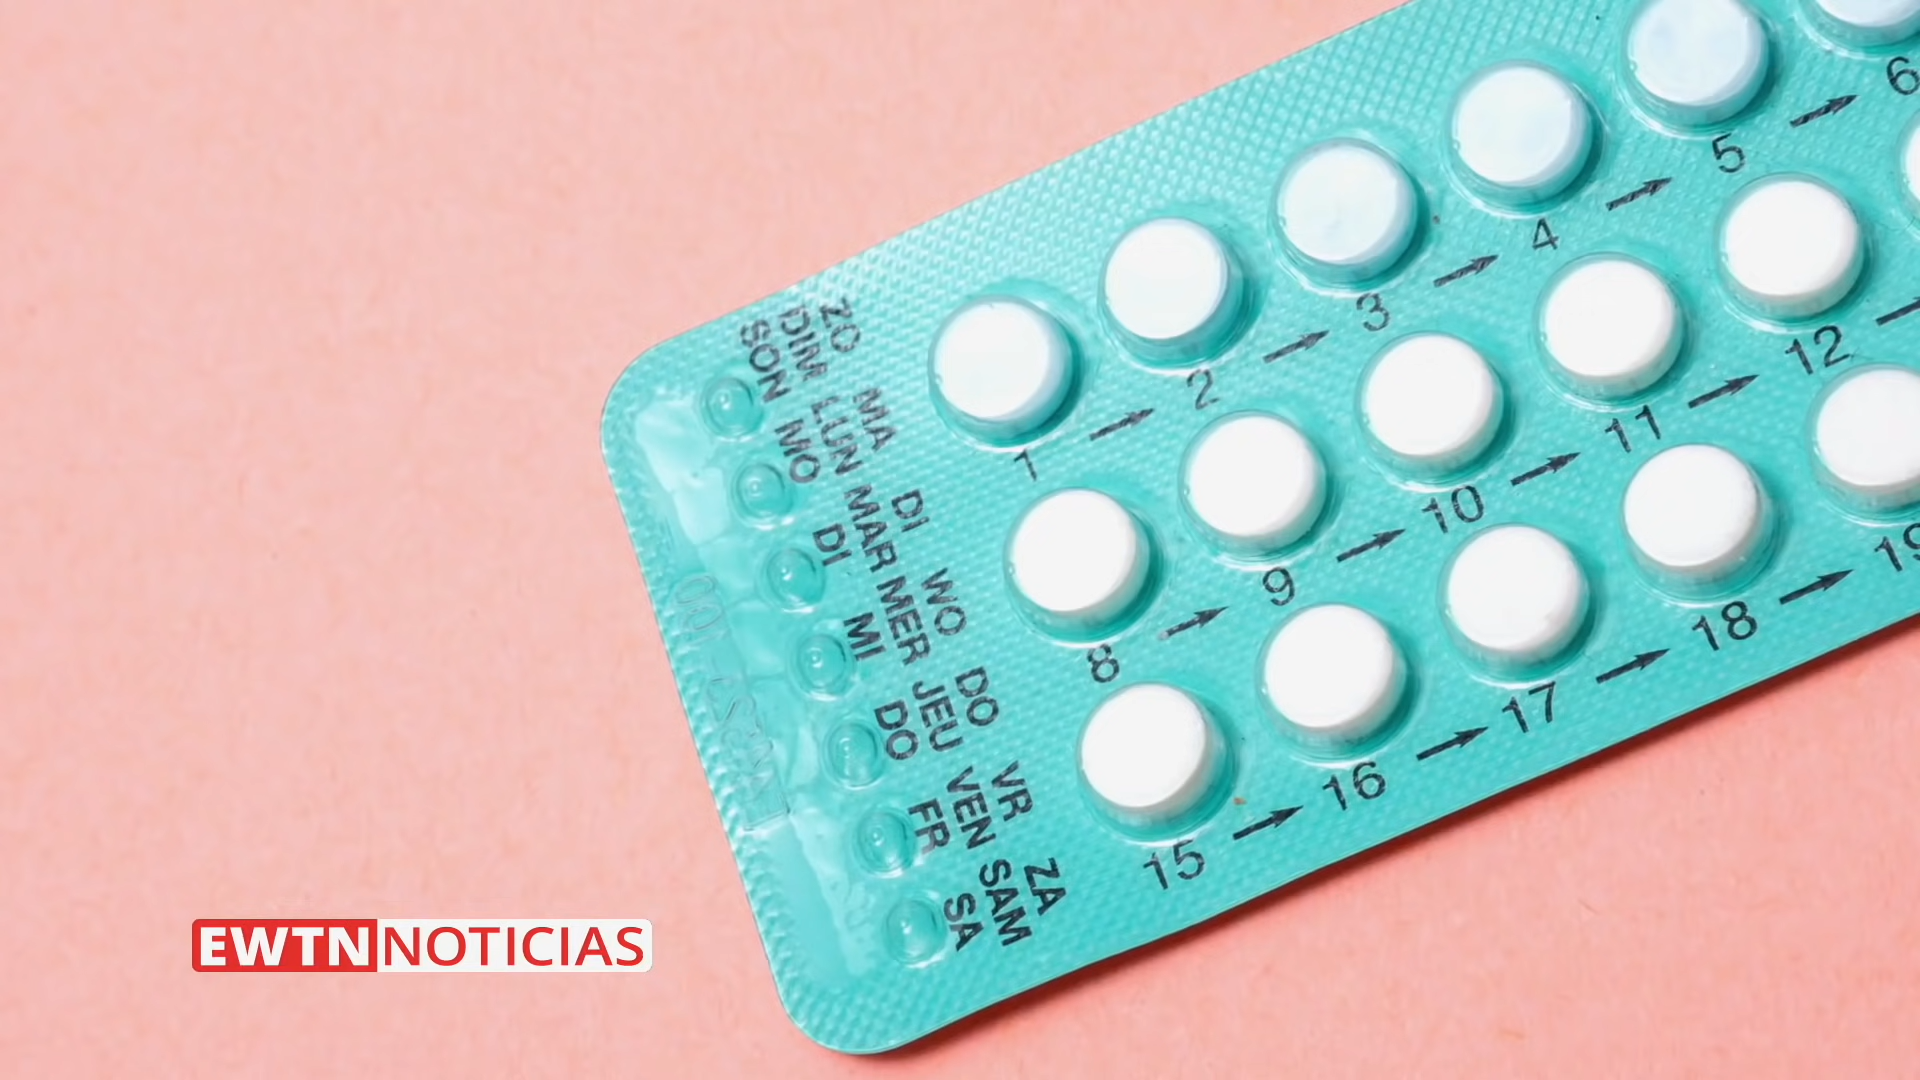 ZO MA DI WO DO VR ZA
DIM LUN MAR MER JEU VEN SAM
SON MO DI MI DO FR SA
1 → 2 → 3 → 4 → 5 → 6
8 → 9 → 10 → 11 → 12 →
15 → 16 → 17 → 18 → 19
EWTN NOTICIAS